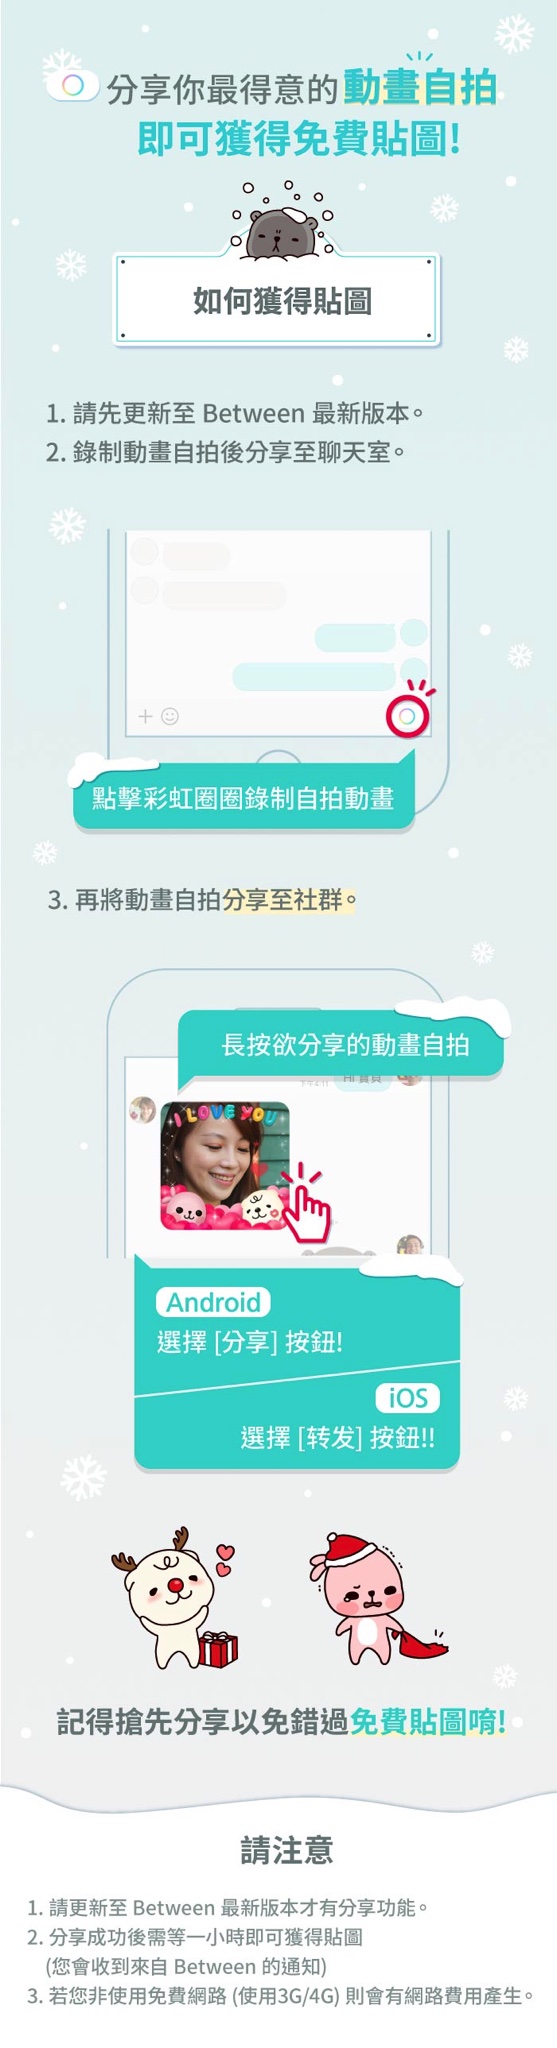 分享你最得意的動畫自拍
即可獲得免費貼圖!
如何獲得貼圖
1. 請先更新至 Between 最新版本。
2. 錄制動畫自拍後分享至聊天室。
點擊彩虹圈圈錄制自拍動畫
3. 再將動畫自拍分享至社群。
長按欲分享的動畫自拍
Hi 寶貝
I LOVE YOU
Android
選擇 [分享] 按鈕!
iOS
選擇 [转发] 按鈕!!
記得搶先分享以免錯過免費貼圖唷!
請注意
1. 請更新至 Between 最新版本才有分享功能。
2. 分享成功後需等一小時即可獲得貼圖
(您會收到來自 Between 的通知)
3. 若您非使用免費網路 (使用3G/4G) 則會有網路費用產生。